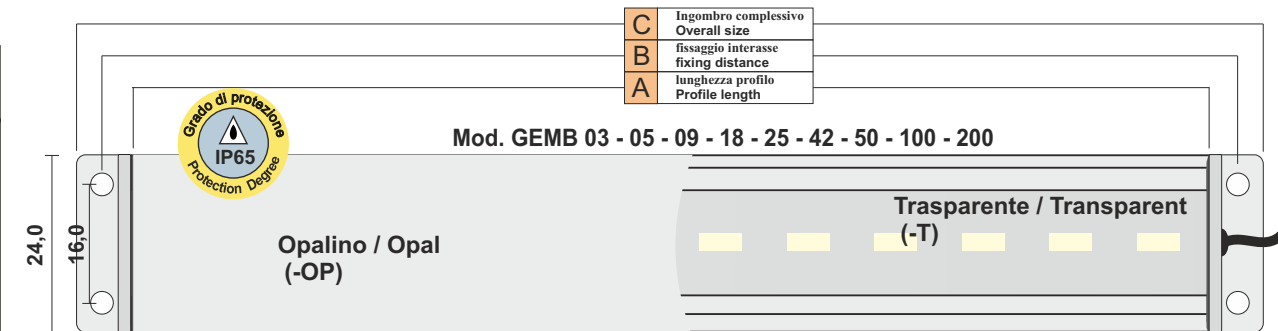 C Ingombro complessivo
Overall size
B fissaggio interasse
fixing distance
A lunghezza profilo
Profile length
Grado di protezione
IP65
Protection Degree
Mod. GEMB 03 - 05 - 09 - 18 - 25 - 42 - 50 - 100 - 200
24,0
16,0
Opalino / Opal
(-OP)
Trasparente / Transparent
(-T)